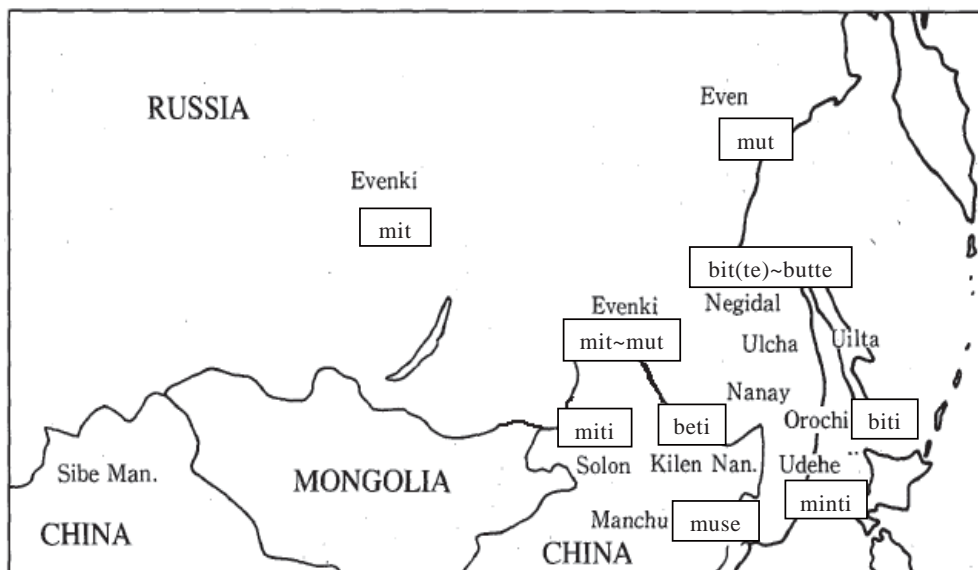 RUSSIA
Even
mut
Evenki
mit
bit(te)~butte
Evenki
Negidal
mit~mut
Ulcha
Uilta
Nanay
miti
beti
Orochi
biti
Sibe Man.
MONGOLIA
Solon
Kilen Nan.
Udehe
minti
CHINA
Manchu
muse
CHINA